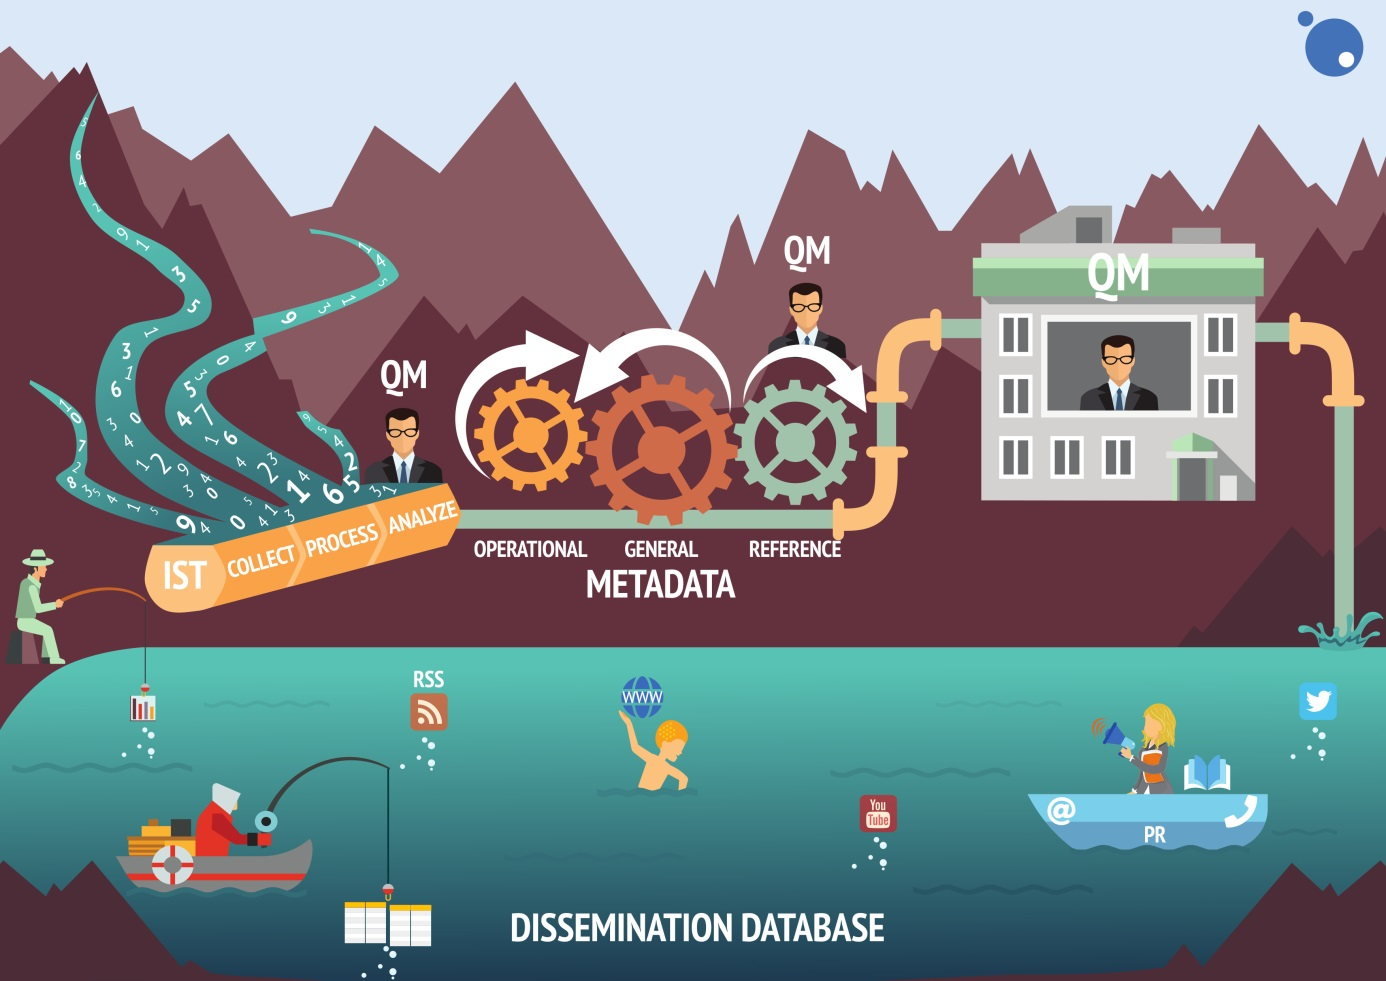 QM
QM
QM
IST
COLLECT
PROCESS
ANALYZE
OPERATIONAL
GENERAL
REFERENCE
METADATA
RSS
WWW
You
Tube
@
PR
DISSEMINATION DATABASE